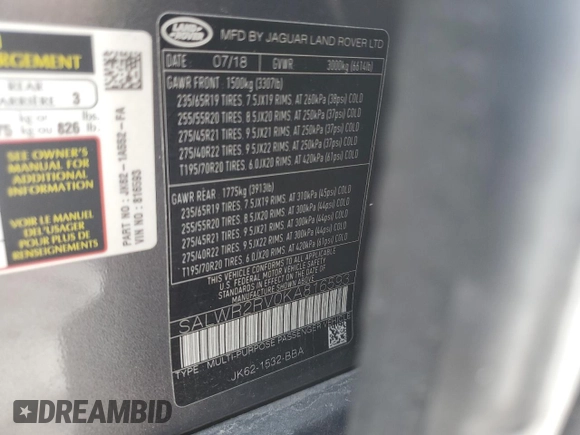 ARGEMENT
REAR
ARRIÈRE 3
75 kg or 826 lbs.
SEE OWNER'S
MANUAL FOR
ADDITIONAL
INFORMATION
VOIR LE MANUEL
DE L'USAGER
POUR PLUS DE
RENSEIGNEMENTS
JK62-1A552-FA
VIN NO: 816593
LAND ROVER
MFD BY JAGUAR LAND ROVER LTD
DATE : 07/18 GVWR 3000kg (6614lb)
GAWR FRONT : 1500kg (3307lb)
235/65R19 TIRES. 7.5JX19 RIMS. AT 260kPa (38psi) COLD
255/55R20 TIRES. 8.5JX20 RIMS. AT 250kPa (37psi) COLD
275/45R21 TIRES. 9.5JX21 RIMS. AT 250kPa (37psi) COLD
275/40R22 TIRES. 9.5JX22 RIMS. AT 250kPa (37psi) COLD
T195/70R20 TIRES. 6.0JX20 RIMS. AT 420kPa (61psi) COLD
GAWR REAR: 1775kg (3913lb)
235/65R19 TIRES. 7.5JX19 RIMS. AT 310kPa (45psi) COLD
255/55R20 TIRES. 8.5JX20 RIMS. AT 300kPa (44psi) COLD
275/45R21 TIRES. 9.5JX21 RIMS. AT 300kPa (44psi) COLD
275/40R22 TIRES. 9.5JX22 RIMS. AT 300kPa (44psi) COLD
T195/70R20 TIRES. 6.0JX20 RIMS. AT 420kPa (61psi) COLD
THIS VEHICLE CONFORMS TO ALL APPLICABLE
U.S. FEDERAL MOTOR VEHICLE SAFETY
STANDARDS IN EFFECT ON THE DATE OF
MANUFACTURE SHOWN ABOVE
SALWR2RV0KA816593
TYPE: MULTI-PURPOSE PASSENGER
JK62-1532-BBA
DREAMBID